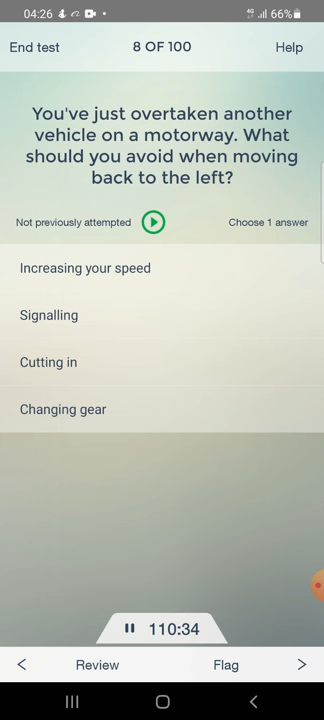 04:26 4G 66%
End test 8 OF 100 Help
You've just overtaken another
vehicle on a motorway. What
should you avoid when moving
back to the left?
Not previously attempted Choose 1 answer
Increasing your speed
Signalling
Cutting in
Changing gear
110:34
< Review Flag >